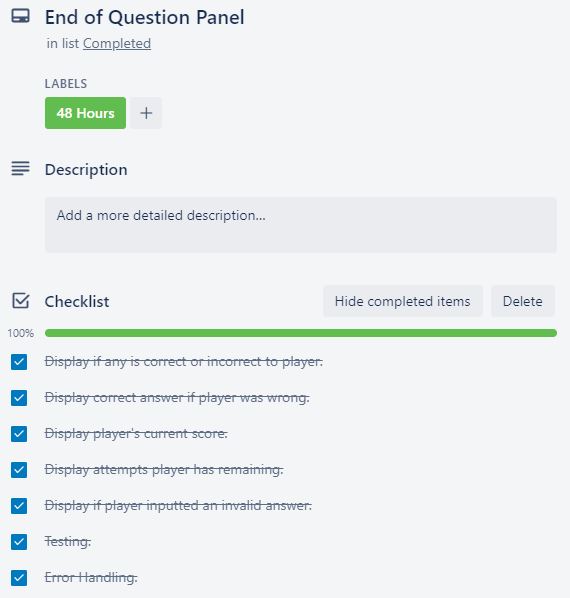 End of Question Panel
in list Completed
LABELS
48 Hours
Description
Add a more detailed description...
Checklist
Hide completed items
Delete
100%
Display if any is correct or incorrect to player.
Display correct answer if player was wrong.
Display player's current score.
Display attempts player has remaining.
Display if player inputted an invalid answer.
Testing.
Error Handling.